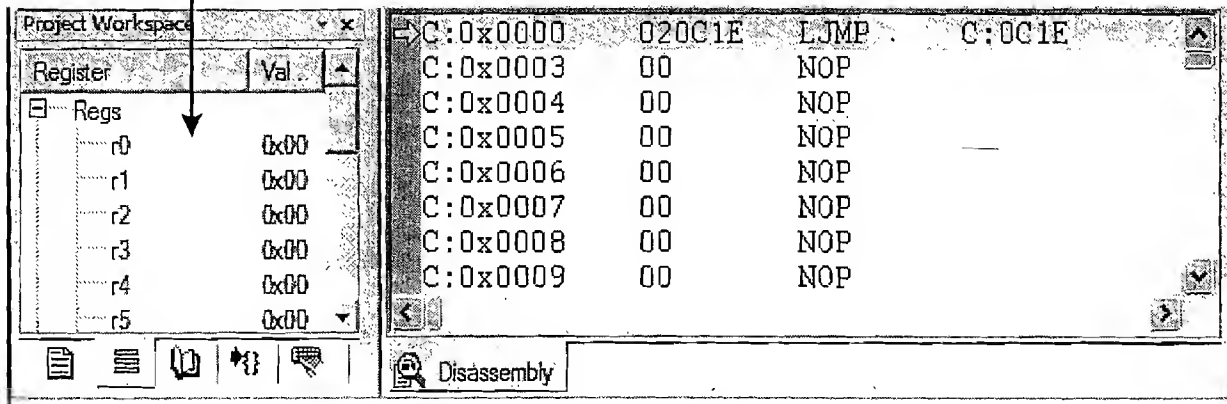 Project Workspace
Register Val...
Regs
r0 0x00
r1 0x00
r2 0x00
r3 0x00
r4 0x00
r5 0x00
C:0x0000 020C1E LJMP C:0C1E
C:0x0003 00 NOP
C:0x0004 00 NOP
C:0x0005 00 NOP
C:0x0006 00 NOP
C:0x0007 00 NOP
C:0x0008 00 NOP
C:0x0009 00 NOP
Disassembly